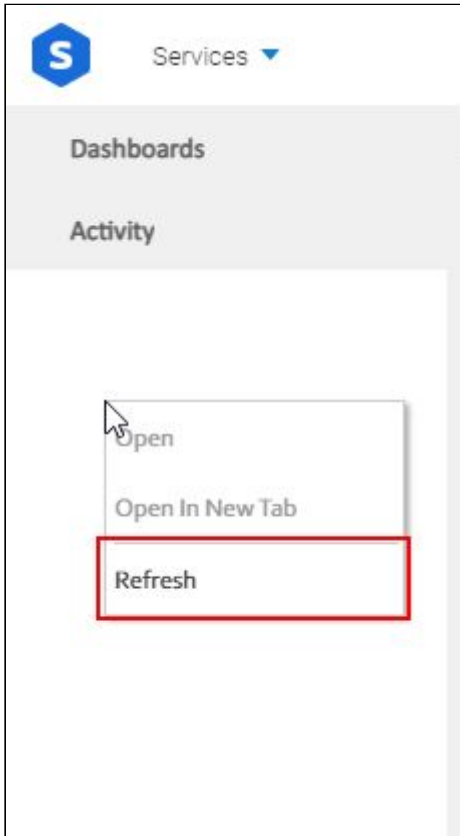 S
Services
Dashboards
Activity
Open
Open In New Tab
Refresh